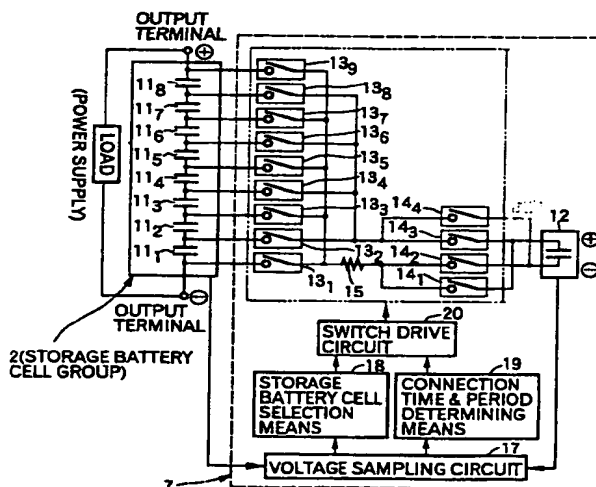 OUTPUT
TERMINAL
⊕
(POWER SUPPLY)
LOAD
11₈
11₇
11₆
11₅
11₄
11₃
11₂
11₁
13₉
13₈
13₇
13₆
13₅
13₄
13₃
13₂
13₁
15
14₄
14₃
14₂
14₁
12
⊕
⊖
OUTPUT
TERMINAL
⊖
2(STORAGE BATTERY
CELL GROUP)
20
SWITCH DRIVE
CIRCUIT
18
STORAGE
BATTERY CELL
SELECTION
MEANS
19
CONNECTION
TIME & PERIOD
DETERMINING
MEANS
17
VOLTAGE SAMPLING CIRCUIT